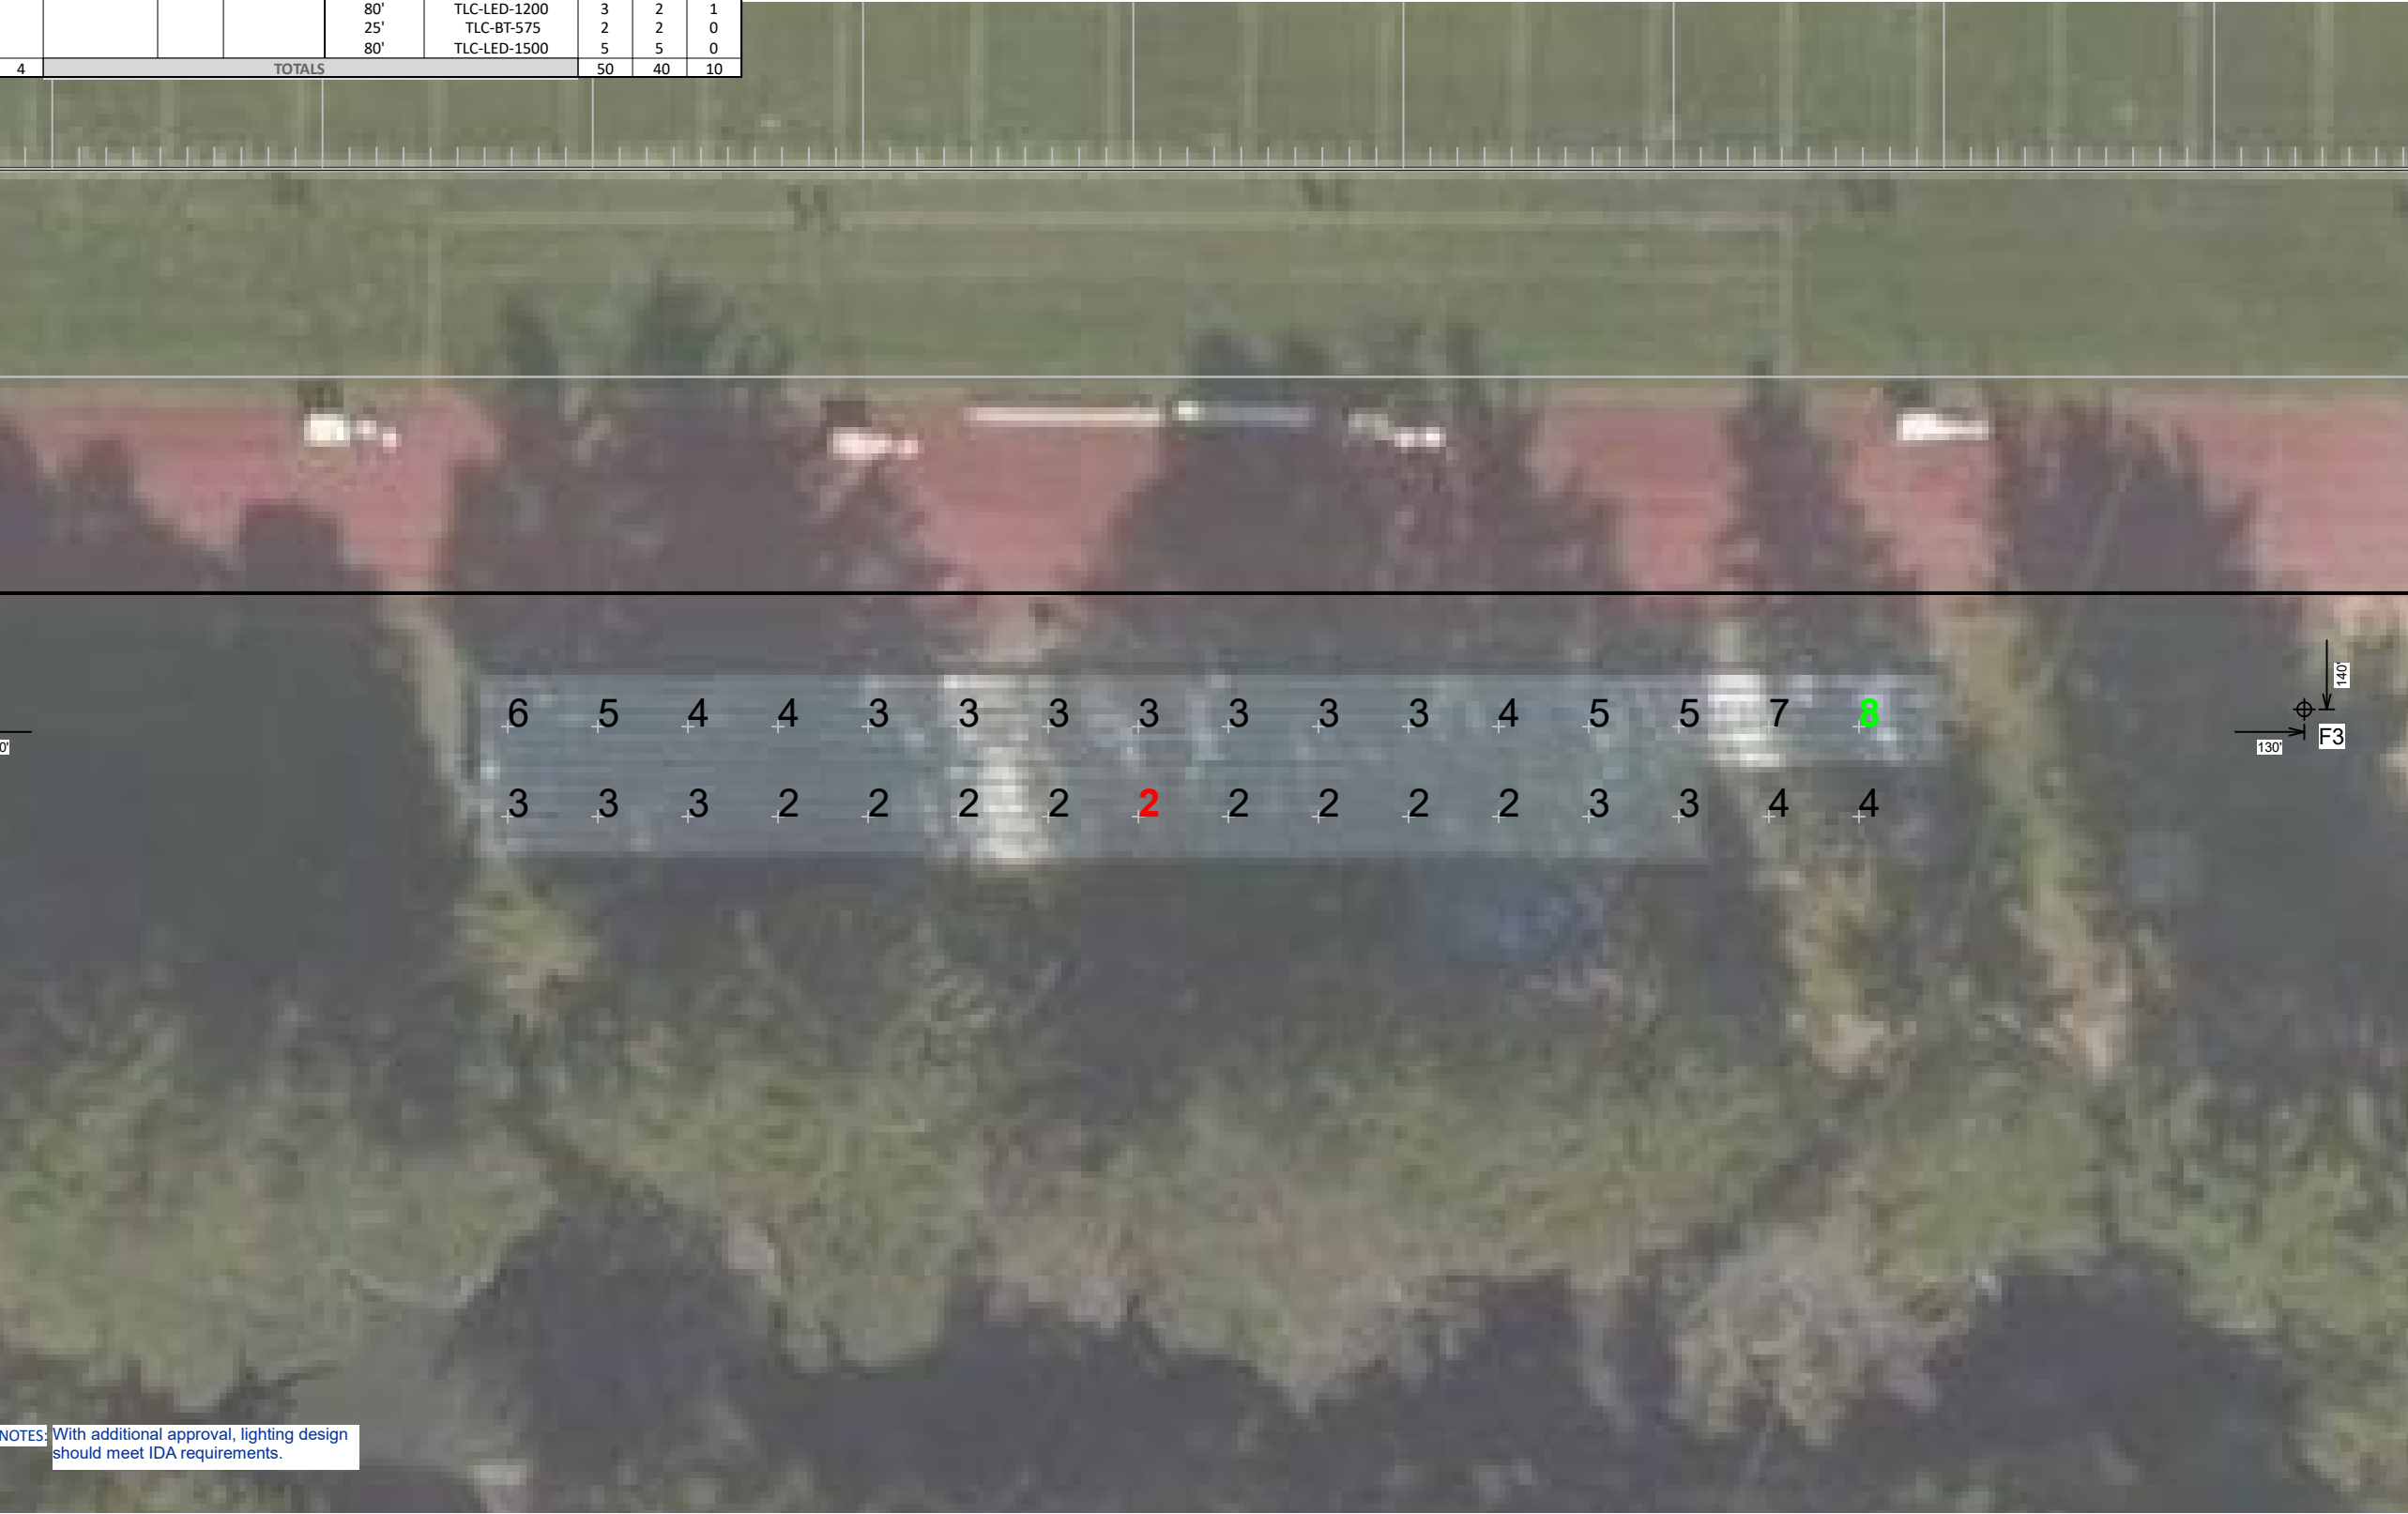 80' TLC-LED-1200 3 2 1
25' TLC-BT-575 2 2 0
80' TLC-LED-1500 5 5 0
4 TOTALS 50 40 10
6 5 4 4 3 3 3 3 3 3 3 4 5 5 7 8
140'
0'
130' F3
3 3 3 2 2 2 2 2 2 2 2 2 3 3 4 4
NOTES: With additional approval, lighting design
should meet IDA requirements.